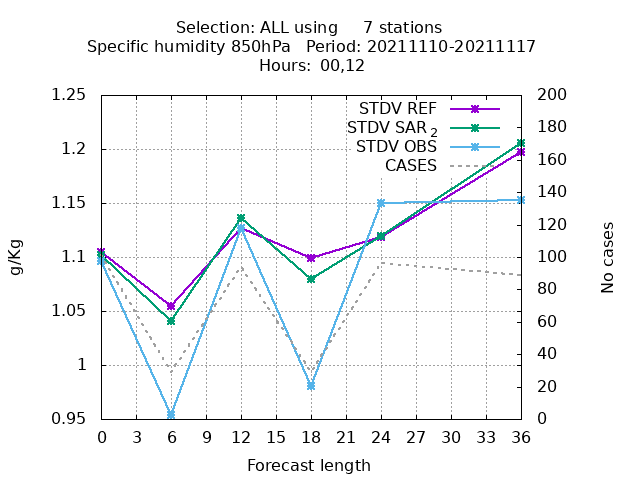 Selection: ALL using     7 stations
Specific humidity 850hPa   Period: 20211110-20211117
Hours:  00,12
STDV REF
STDV SAR 2
STDV OBS
CASES
g/Kg
1.25
1.2
1.15
1.1
1.05
1
0.95
200
180
160
140
120
100
80
60
40
20
0
No cases
0 3 6 9 12 15 18 21 24 27 30 33 36
Forecast length